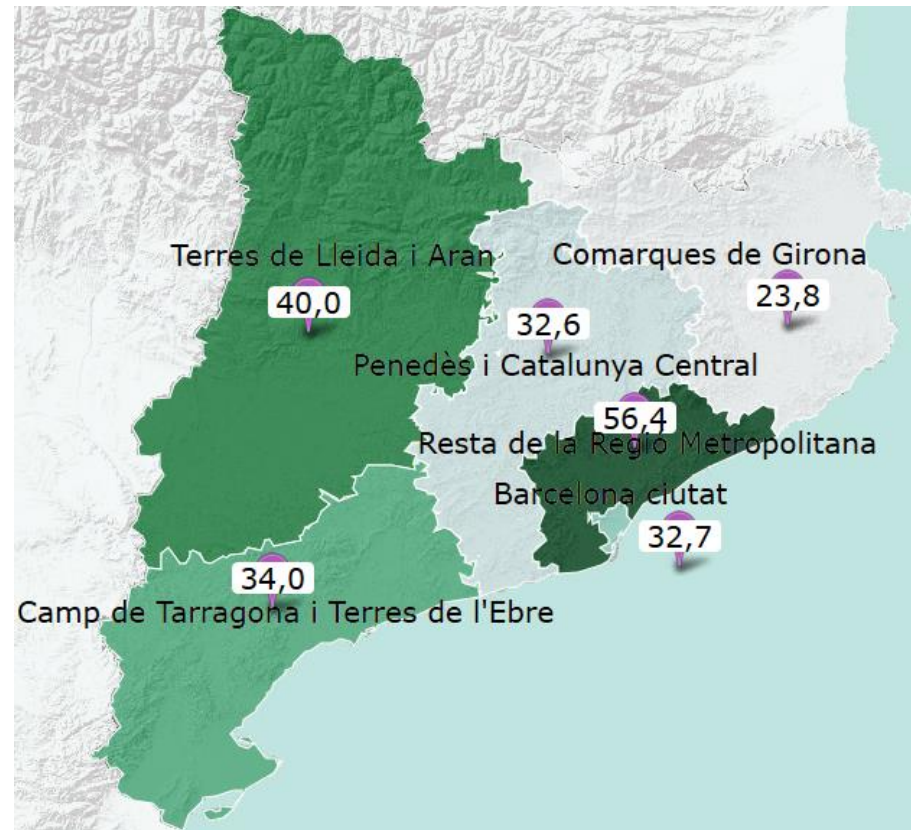 Terres de Lleida i Aran
40,0
Comarques de Girona
23,8
32,6
Penedès i Catalunya Central
56,4
Resta de la Regio Metropolitana
Barcelona ciutat
32,7
34,0
Camp de Tarragona i Terres de l'Ebre